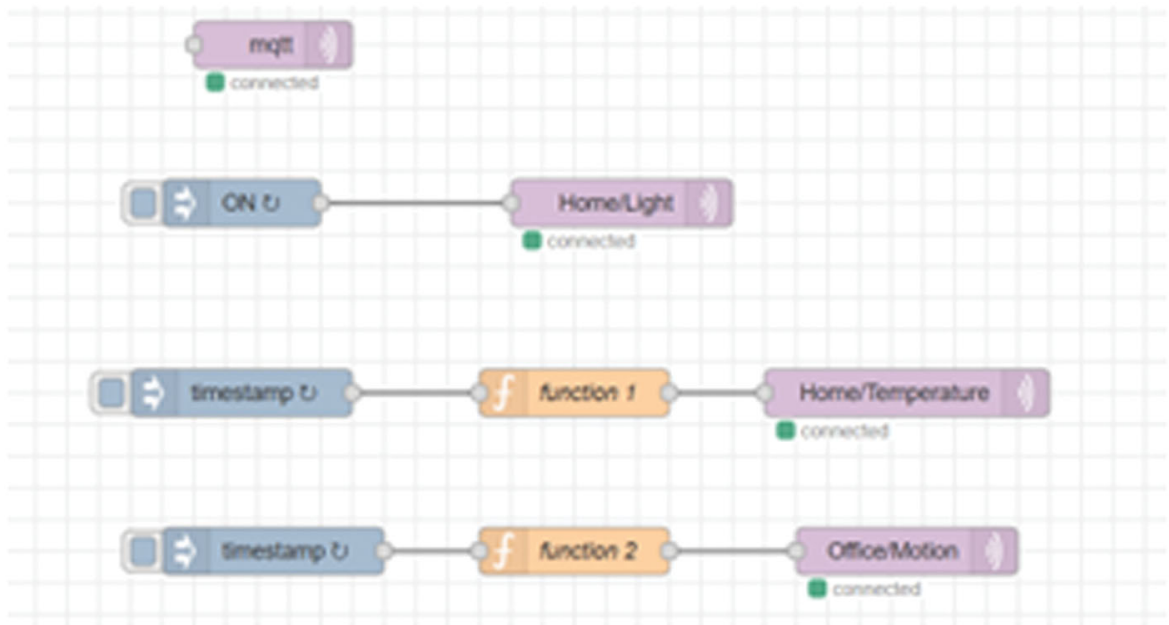 mqtt
connected
ON ↻
Home/Light
connected
timestamp ↻
function 1
Home/Temperature
connected
timestamp ↻
function 2
Office/Motion
connected